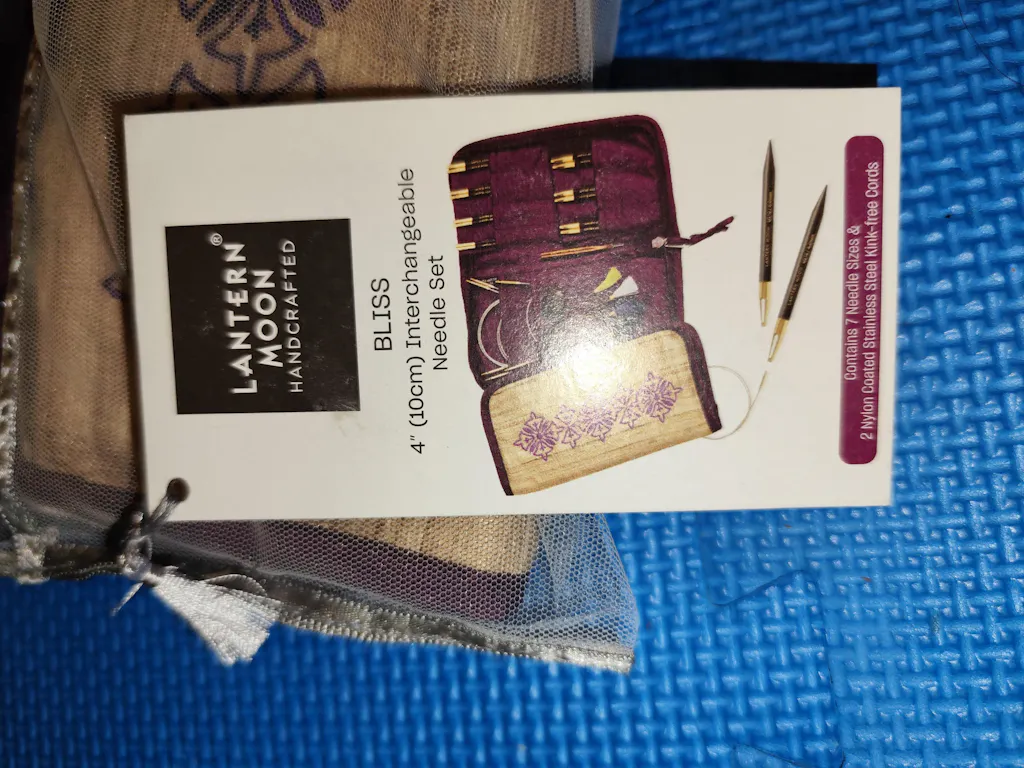 LANTERN®
MOON
HANDCRAFTED
BLISS
4" (10cm) Interchangeable
Needle Set
Contains 7 Needle Sizes &
2 Nylon Coated Stainless Steel Kink-free Cords